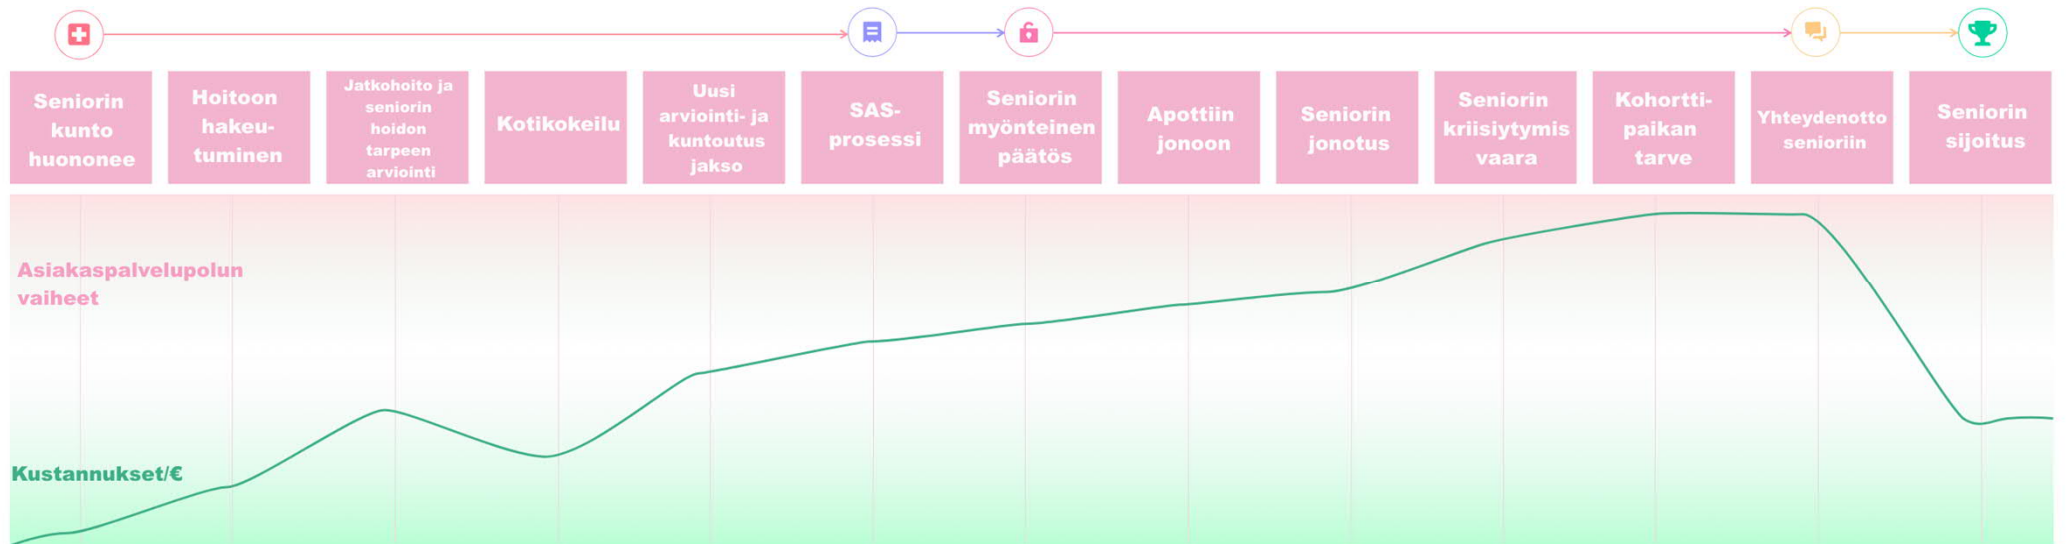 Seniorin
kunto
huononee
Hoitoon
hakeu-
tuminen
Jatkohoito ja
seniorin
hoidon
tarpeen
arviointi
Kotikokeilu
Uusi
arviointi- ja
kuntoutus
jakso
SAS-
prosessi
Seniorin
myönteinen
päätös
Apottiin
jonoon
Seniorin
jonotus
Seniorin
kriisiytymis
vaara
Kohortti-
paikan
tarve
Yhteydenotto
senioriin
Seniorin
sijoitus
Asiakaspalvelupolun
vaiheet
Kustannukset/€